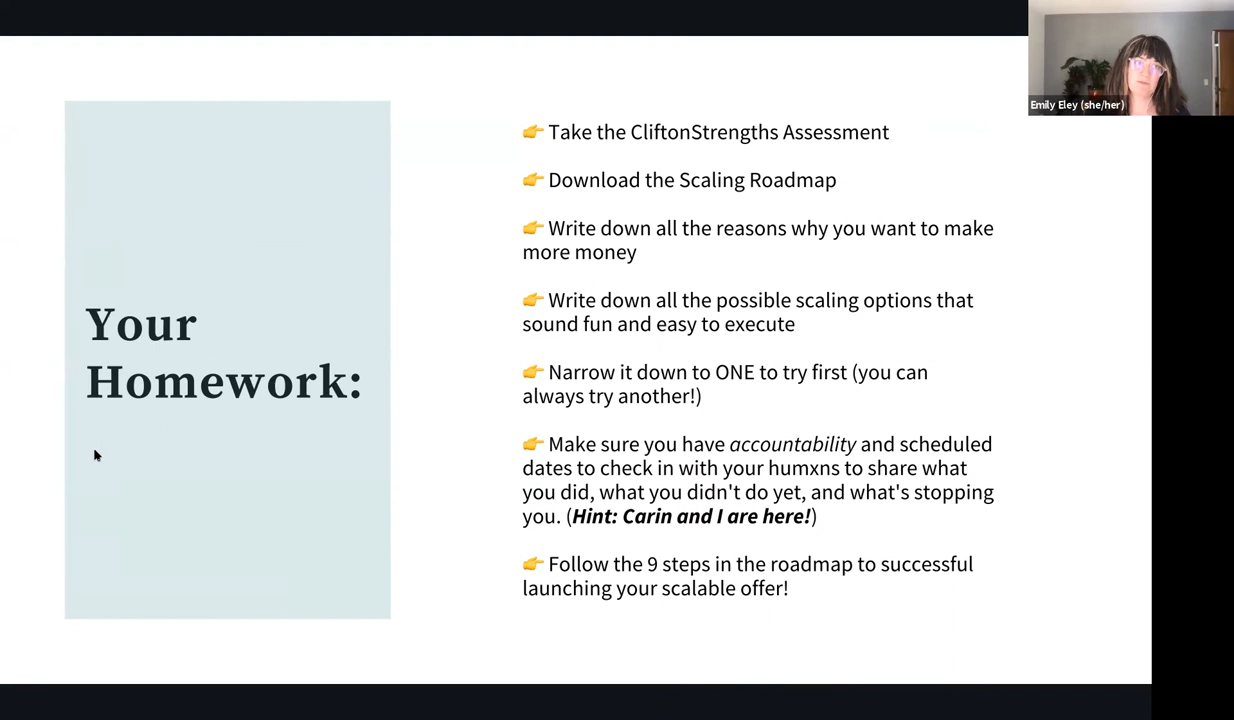 Emily Eley (she/her)
Your
Homework:
👉 Take the CliftonStrengths Assessment
👉 Download the Scaling Roadmap
👉 Write down all the reasons why you want to make
more money
👉 Write down all the possible scaling options that
sound fun and easy to execute
👉 Narrow it down to ONE to try first (you can
always try another!)
👉 Make sure you have accountability and scheduled
dates to check in with your humxns to share what
you did, what you didn't do yet, and what's stopping
you. (Hint: Carin and I are here!)
👉 Follow the 9 steps in the roadmap to successful
launching your scalable offer!